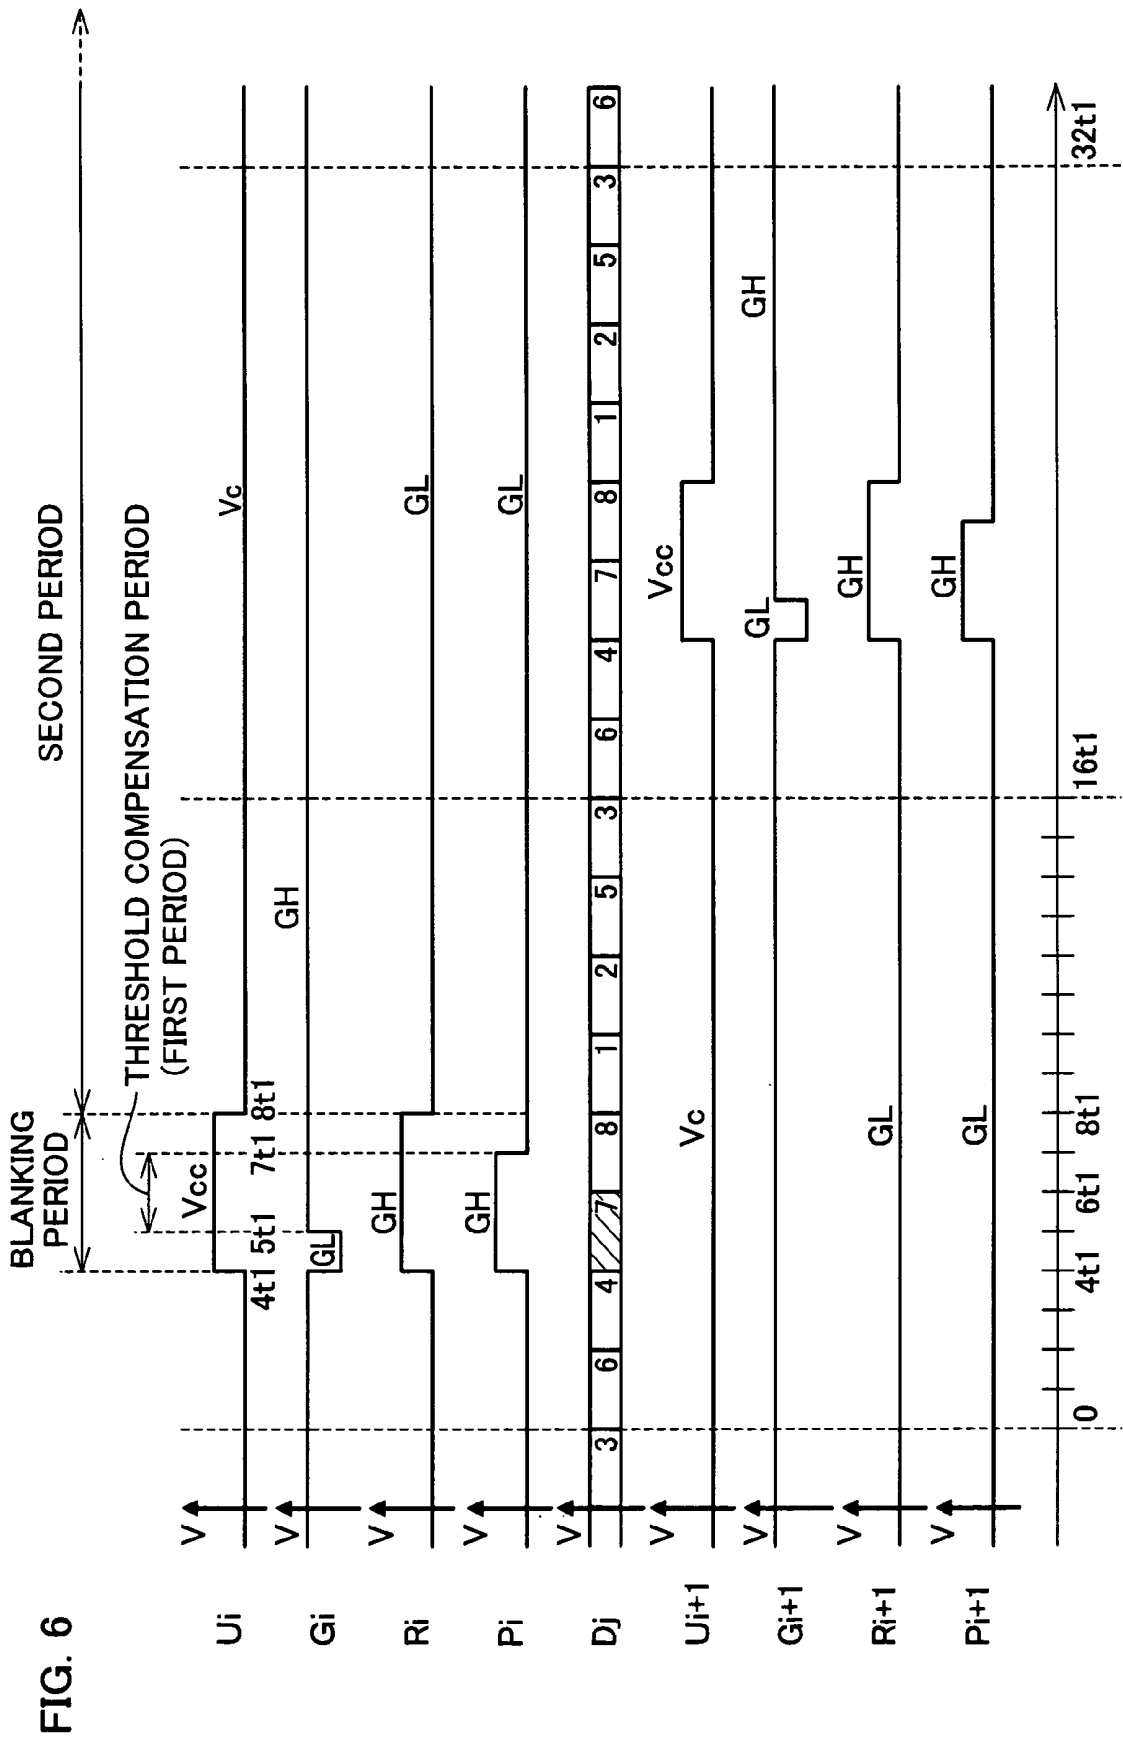 FIG. 6
BLANKING
PERIOD
SECOND PERIOD
THRESHOLD COMPENSATION PERIOD
(FIRST PERIOD)
Ui V Vcc Vc
4t1 5t1 7t1 8t1
Gi V GL GH
Ri V GH GL
Pi V GH GL
Dj V 3 6 4 7 8 1 2 5 3 6 4 7 8 1 2 5 3 6
Ui+1 V Vc Vcc
Gi+1 V GL GH
Ri+1 V GL GH
Pi+1 V GL GH
0 4t1 6t1 8t1 16t1 32t1